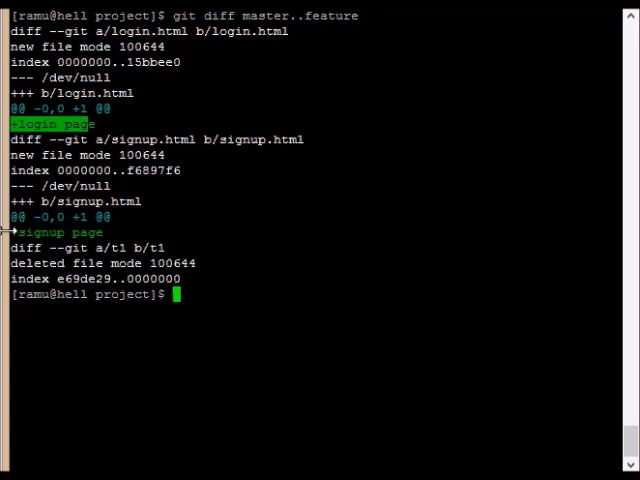 [ramu@hell project]$ git diff master..feature
diff --git a/login.html b/login.html
new file mode 100644
index 0000000..15bbee0
--- /dev/null
+++ b/login.html
@@ -0,0 +1 @@
+login page
diff --git a/signup.html b/signup.html
new file mode 100644
index 0000000..f6897f6
--- /dev/null
+++ b/signup.html
@@ -0,0 +1 @@
signup page
diff --git a/t1 b/t1
deleted file mode 100644
index e69de29..0000000
[ramu@hell project]$